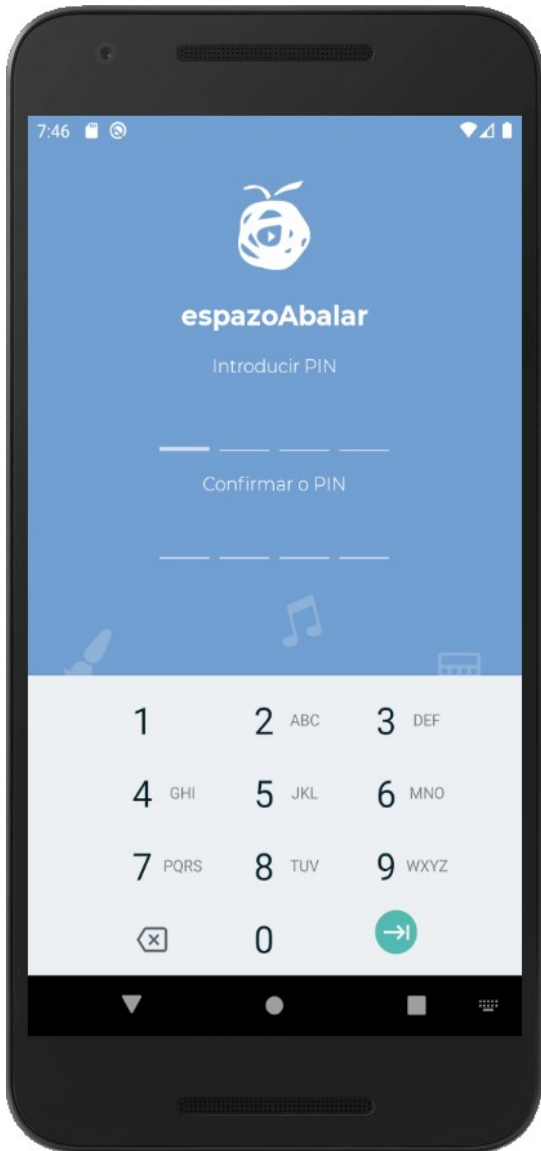 7:46
espazoAbalar
Introducir PIN
Confirmar o PIN
1 2 ABC 3 DEF
4 GHI 5 JKL 6 MNO
7 PQRS 8 TUV 9 WXYZ
0